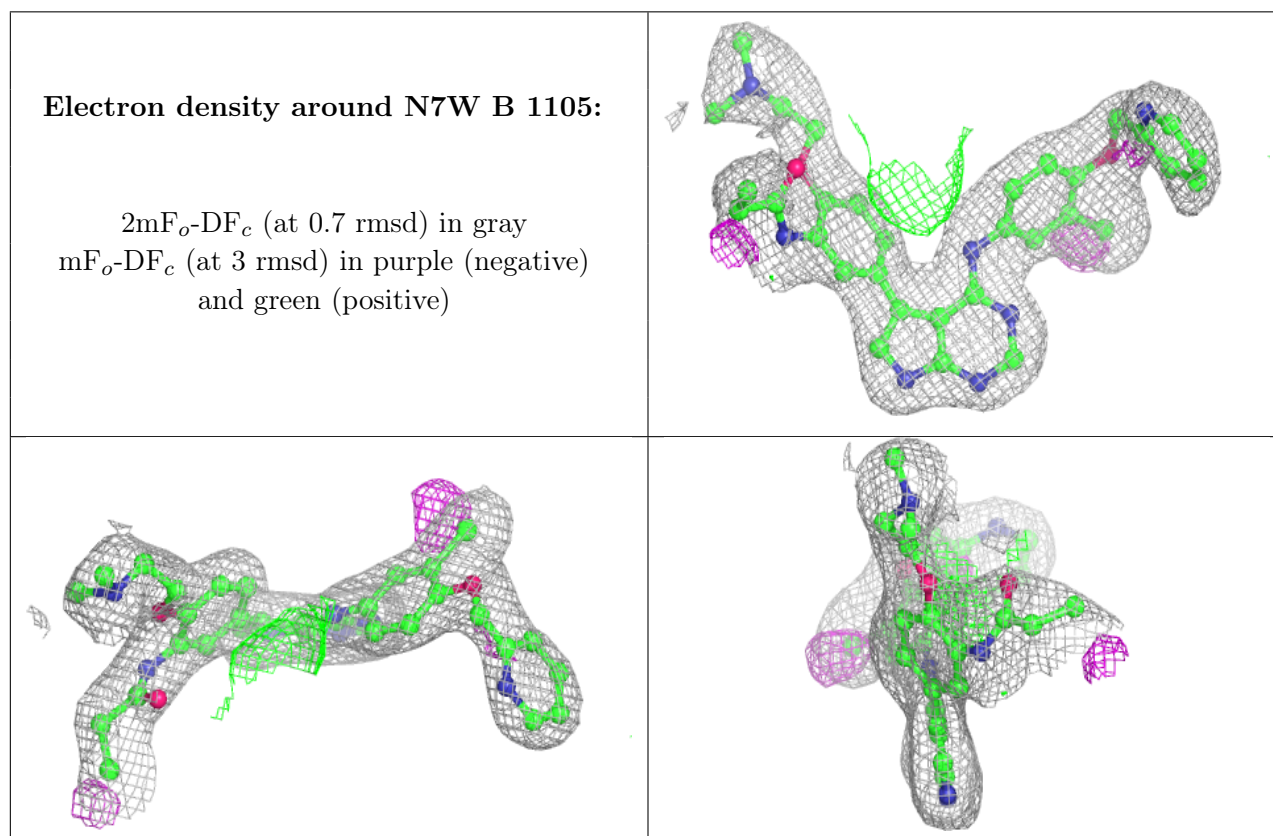 Electron density around N7W B 1105:
2mFₒ-DF𝒸 (at 0.7 rmsd) in gray
mFₒ-DF𝒸 (at 3 rmsd) in purple (negative)
and green (positive)